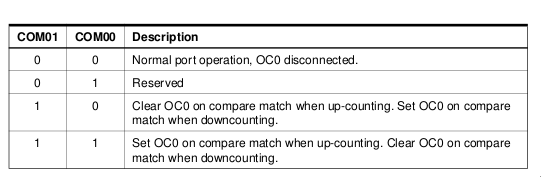 COM01 COM00 Description
0 0 Normal port operation, OC0 disconnected.
0 1 Reserved
1 0 Clear OC0 on compare match when up-counting. Set OC0 on compare
match when downcounting.
1 1 Set OC0 on compare match when up-counting. Clear OC0 on compare
match when downcounting.